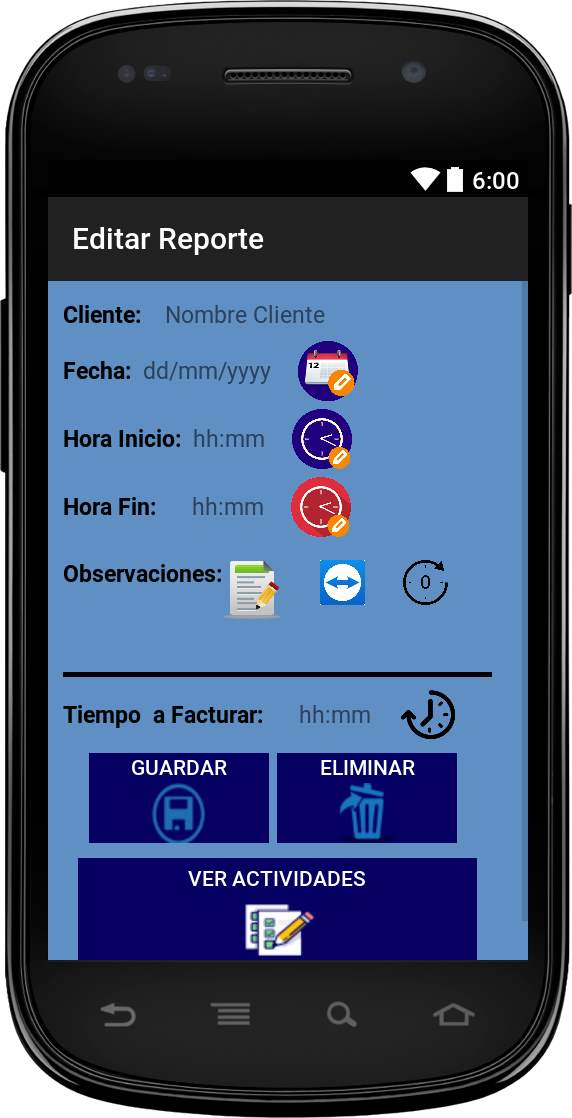 6:00
Editar Reporte
Cliente: Nombre Cliente
Fecha: dd/mm/yyyy 12
Hora Inicio: hh:mm
Hora Fin: hh:mm
Observaciones: 0
Tiempo a Facturar: hh:mm
GUARDAR ELIMINAR
VER ACTIVIDADES